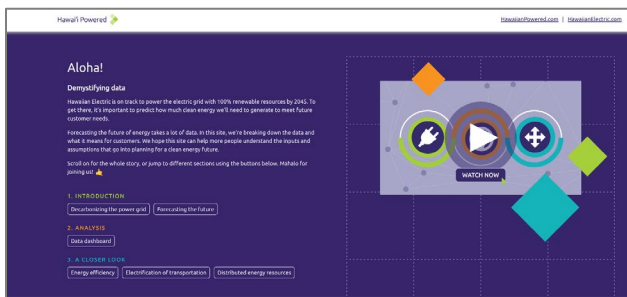 Hawai'i Powered
HawaiianPowered.com | HawaiianElectric.com
Aloha!
Demystifying data
Hawaiian Electric is on track to power the electric grid with 100% renewable resources by 2045. To
get there, it's important to predict how much clean energy we'll need to generate to meet future
customer needs.
Forecasting the future of energy takes a lot of data. In this site, we're breaking down the data and
what it means for customers. We hope this site can help more people understand the inputs and
assumptions that go into planning for a clean energy future.
Scroll on for the whole story, or jump to different sections using the buttons below. Mahalo for
joining us! 🤙
1. INTRODUCTION
Decarbonizing the power grid
Forecasting the future
2. ANALYSIS
Data dashboard
3. A CLOSER LOOK
Energy efficiency
Electrification of transportation
Distributed energy resources
WATCH NOW